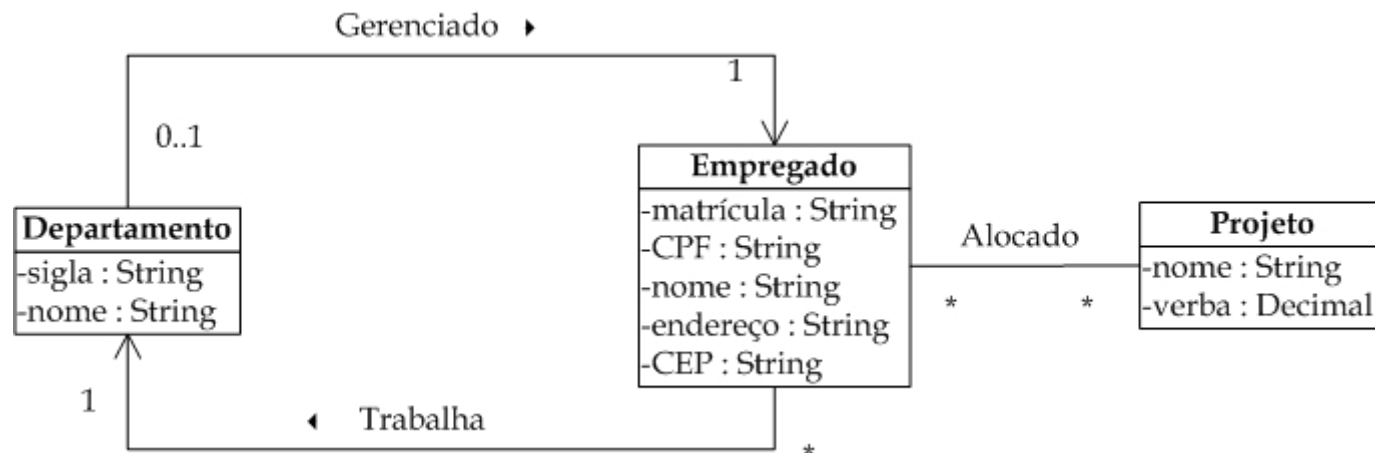 Gerenciado
1
0..1
Departamento
-sigla : String
-nome : String
Empregado
-matrícula : String
-CPF : String
-nome : String
-endereço : String
-CEP : String
Alocado
* *
Projeto
-nome : String
-verba : Decimal
1
Trabalha
*